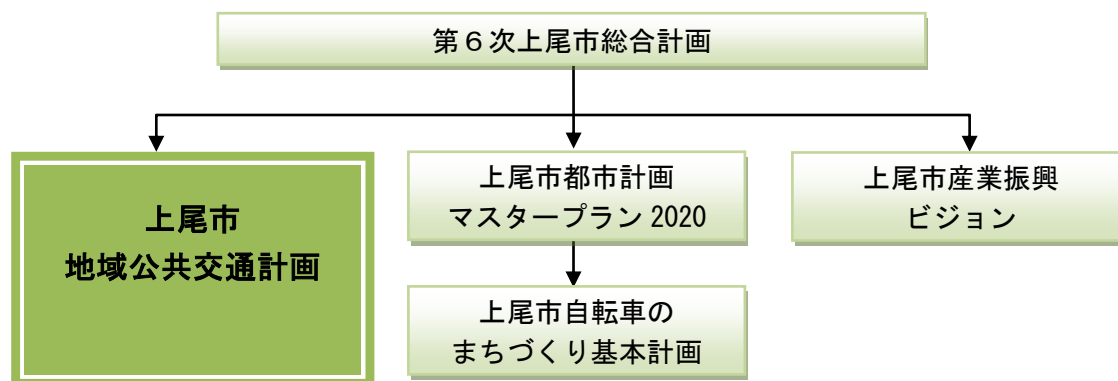 第６次上尾市総合計画
上尾市
地域公共交通計画
上尾市都市計画
マスタープラン 2020
上尾市産業振興
ビジョン
上尾市自転車の
まちづくり基本計画